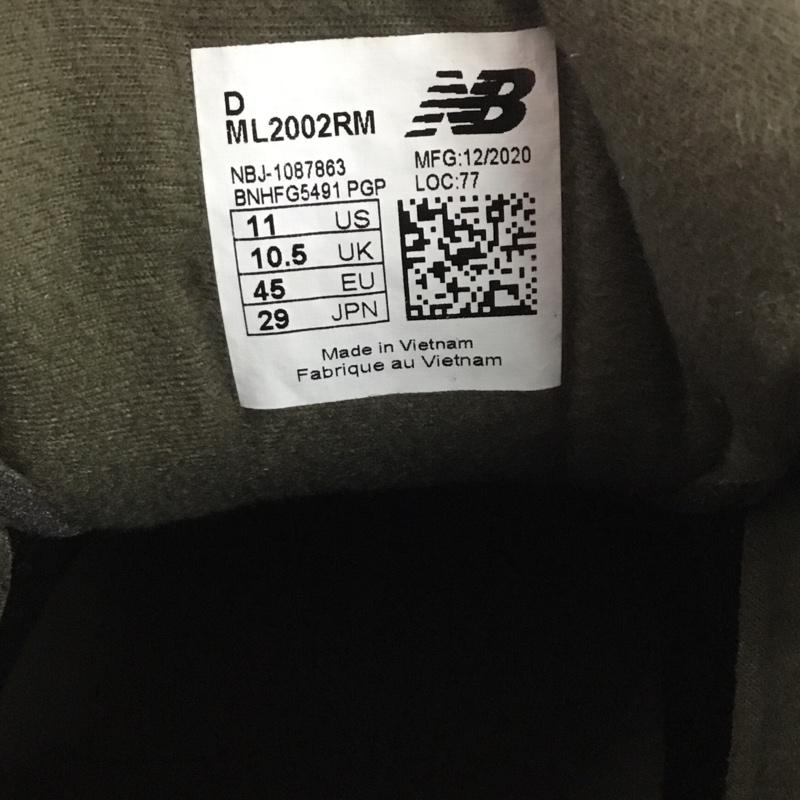 D
ML2002RM
NB
NBJ-1087863
BNHFG5491 PGP
MFG:12/2020
LOC:77
11 US
10.5 UK
45 EU
29 JPN
Made in Vietnam
Fabrique au Vietnam